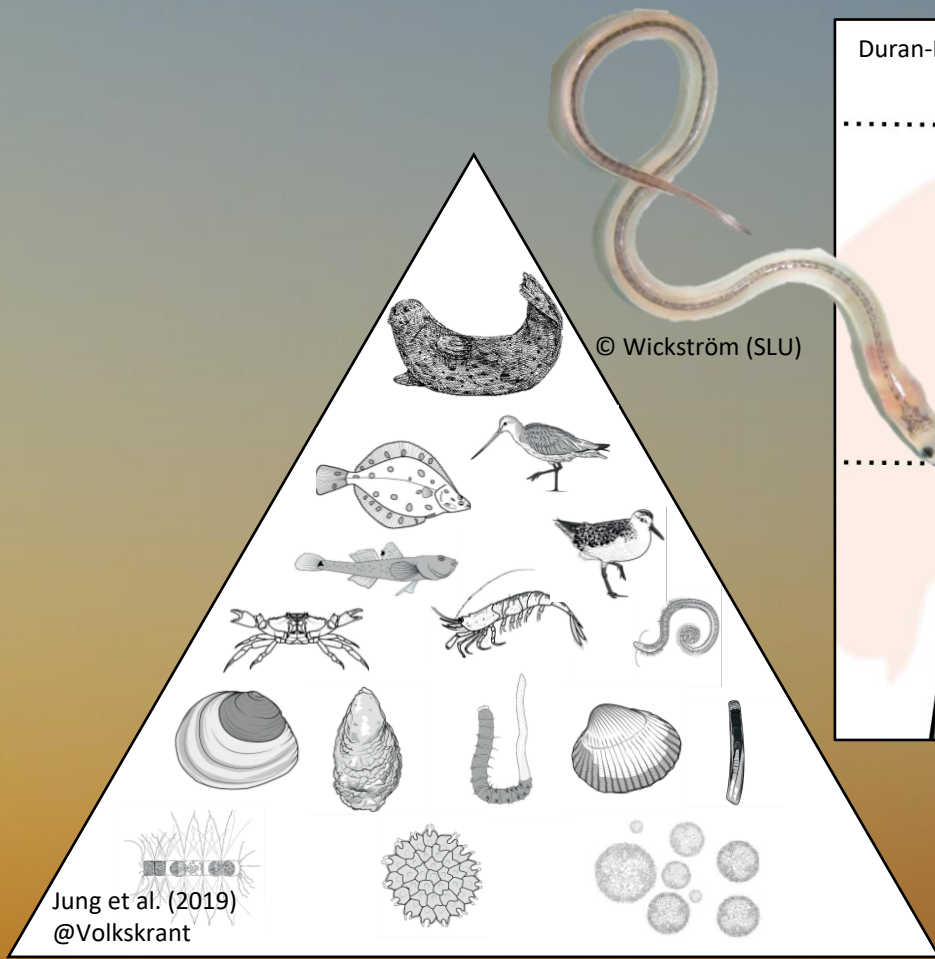 Duran-
© Wickström (SLU)
Jung et al. (2019)
@Volkskrant